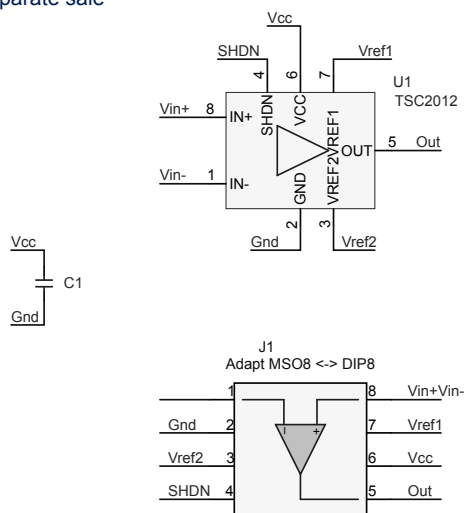 parate sale
Vcc
SHDN
Vref1
4
6
7
U1
TSC2012
Vin+ 8 IN+
SHDN
VCC
VREF1
OUT 5 Out
Vin- 1 IN-
GND
VREF2
2
3
Gnd
Vref2
Vcc
C1
Gnd
J1
Adapt MSO8 <-> DIP8
1 8 Vin+Vin-
Gnd 2 - + 7 Vref1
Vref2 3 6 Vcc
SHDN 4 5 Out